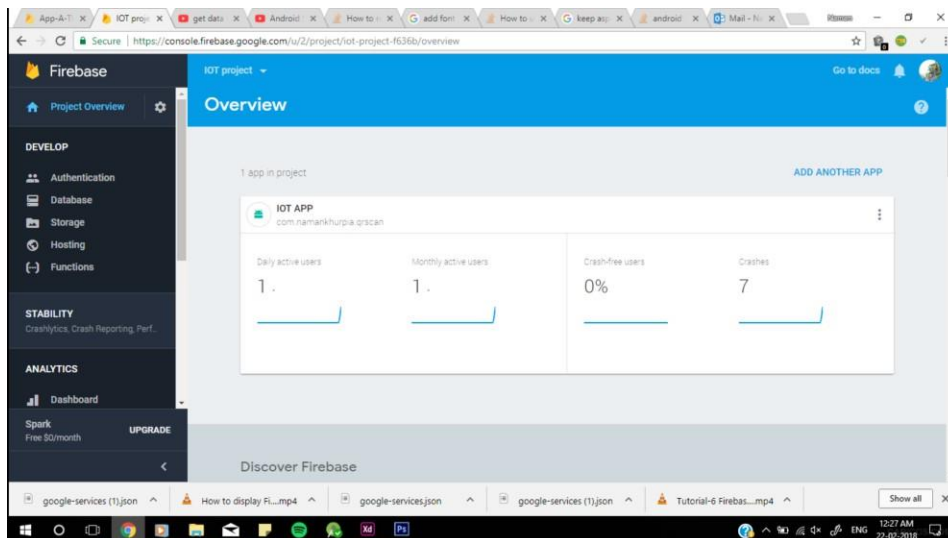 App-A-Ti
IOT proje
get data
Android
How to
G add font
How to
G keep asp
android
Mail - N
Secure | https://console.firebase.google.com/u/2/project/iot-project-f636b/overview
Firebase
IOT project
Go to docs
Project Overview
Overview
DEVELOP
Authentication
Database
Storage
Hosting
Functions
1 app in project
ADD ANOTHER APP
IOT APP
com.namankhurpia.qrscan
Daily active users
Monthly active users
Crash-free users
Crashes
1
1
0%
7
STABILITY
Crashlytics, Crash Reporting, Perf..
ANALYTICS
Dashboard
Spark
Free $0/month
UPGRADE
Discover Firebase
google-services (1).json
How to display Fi....mp4
google-services.json
google-services (1).json
Tutorial-6 Firebas....mp4
Show all
Xd
Ps
ENG
12:27 AM
22-02-2018